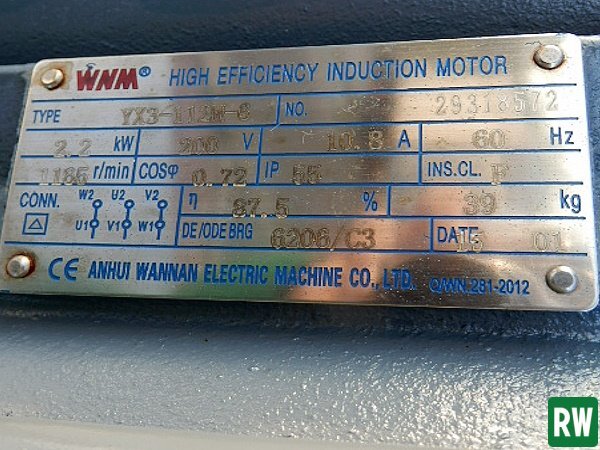 WNM® HIGH EFFICIENCY INDUCTION MOTOR
TYPE YX3-112M-6 NO. 29318572
2.2 kW 200 V 10.8 A 60 Hz
1165 r/min COSφ 0.72 IP 55 INS.CL. F
CONN. W2 U2 V2 η 87.5 % 39 kg
△ U1 V1 W1 DE/ODE BRG 6206/C3 DATE 15 01
CE ANHUI WANNAN ELECTRIC MACHINE CO., LTD. Q/WN.281-2012
RW